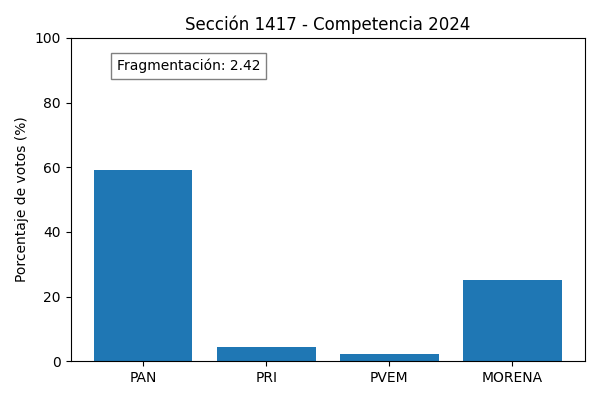 Sección 1417 - Competencia 2024
Fragmentación: 2.42
Porcentaje de votos (%)
100
80
60
40
20
0
PAN PRI PVEM MORENA